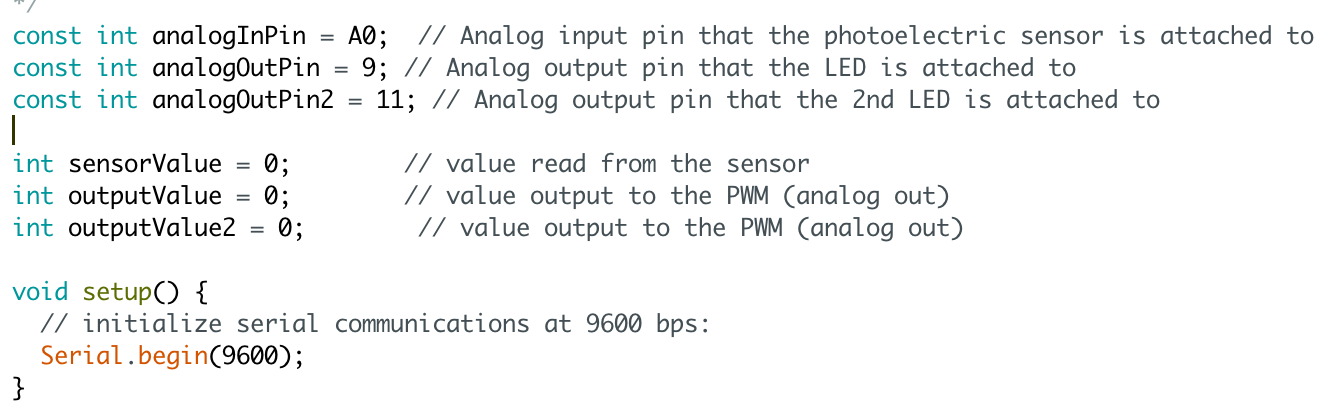 */
const int analogInPin = A0;  // Analog input pin that the photoelectric sensor is attached to
const int analogOutPin = 9; // Analog output pin that the LED is attached to
const int analogOutPin2 = 11; // Analog output pin that the 2nd LED is attached to

int sensorValue = 0;        // value read from the sensor
int outputValue = 0;        // value output to the PWM (analog out)
int outputValue2 = 0;        // value output to the PWM (analog out)

void setup() {
  // initialize serial communications at 9600 bps:
  Serial.begin(9600);
}